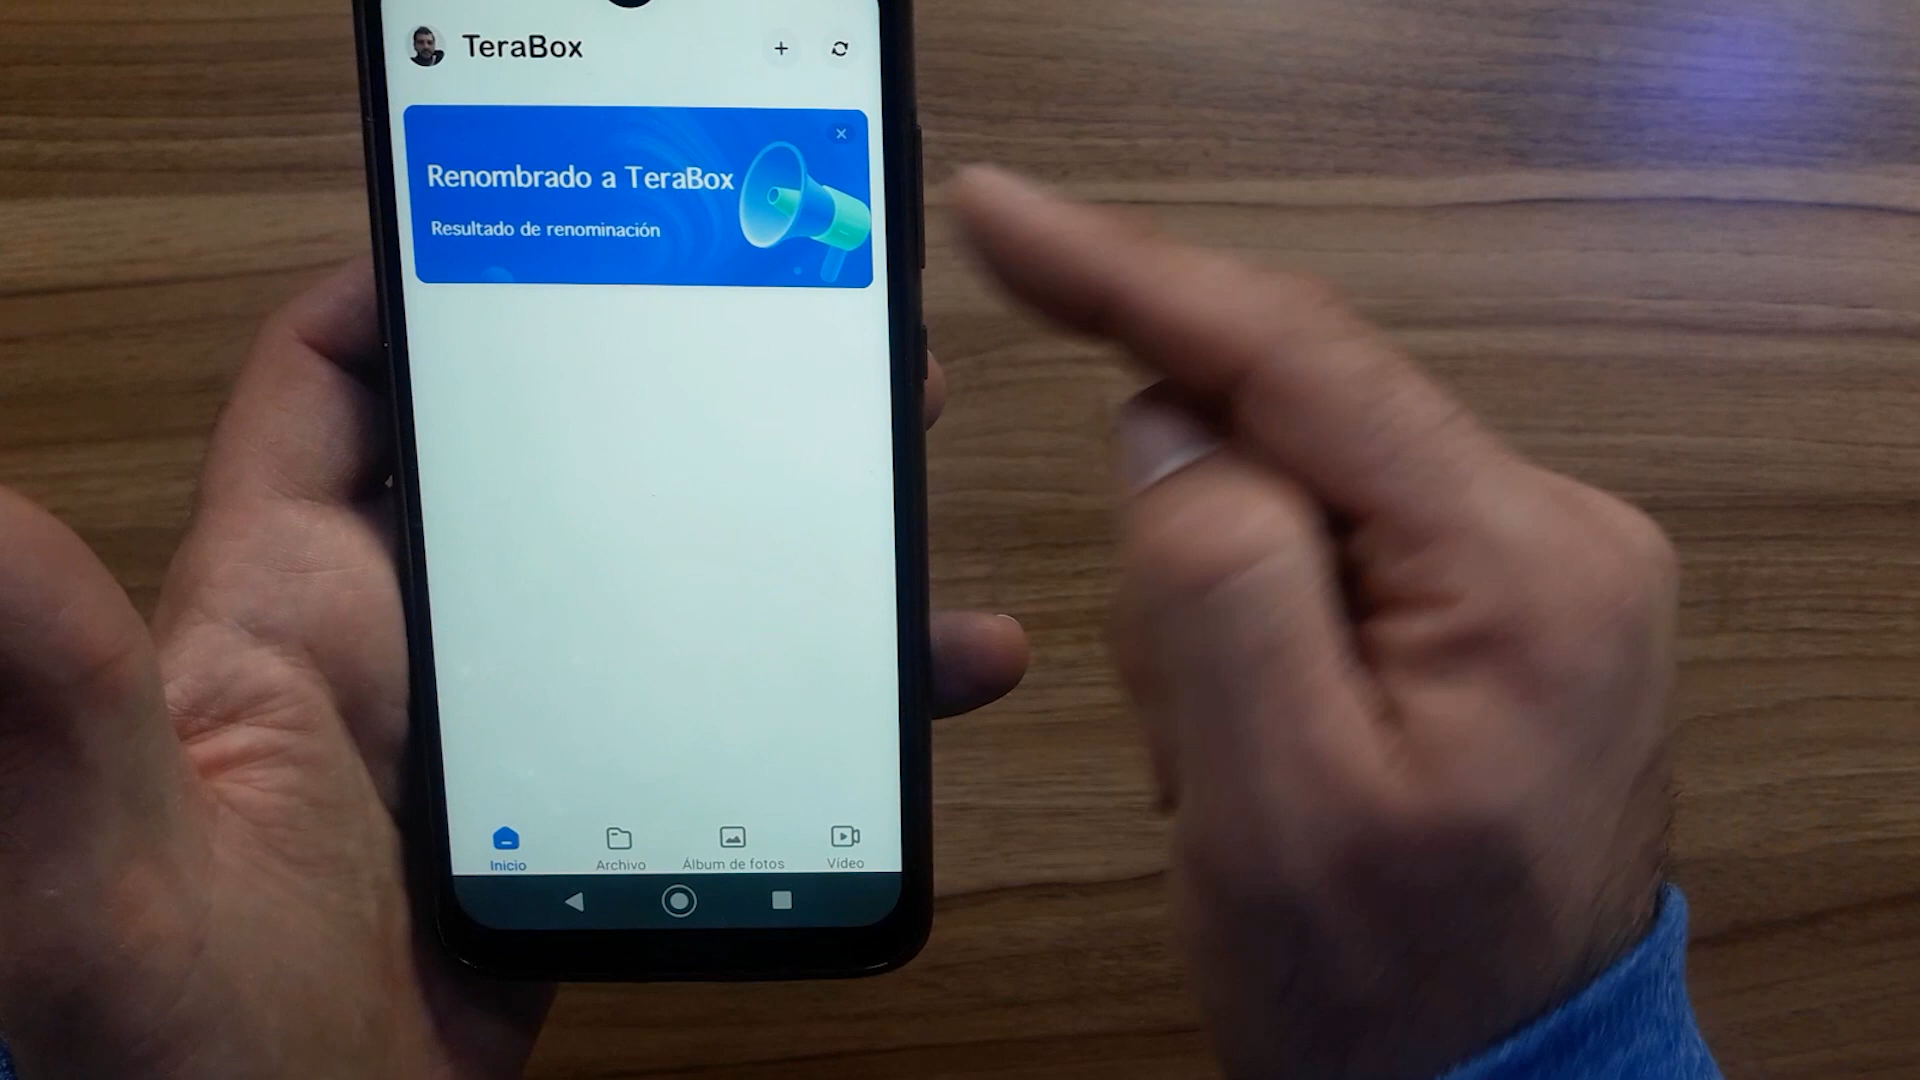 TeraBox
Renombrado a TeraBox
Resultado de renominación
Inicio
Archivo
Álbum de fotos
Vídeo